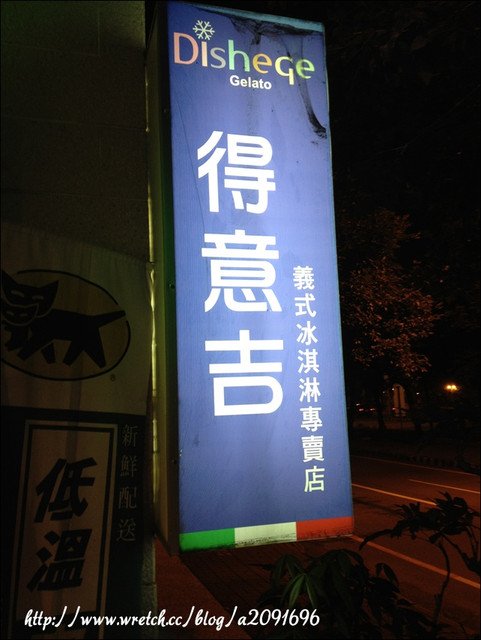 Disheqe
Gelato
得意吉
義式冰淇淋專賣店
新鮮配送
低溫
http://www.wretch.cc/blog/a2091696